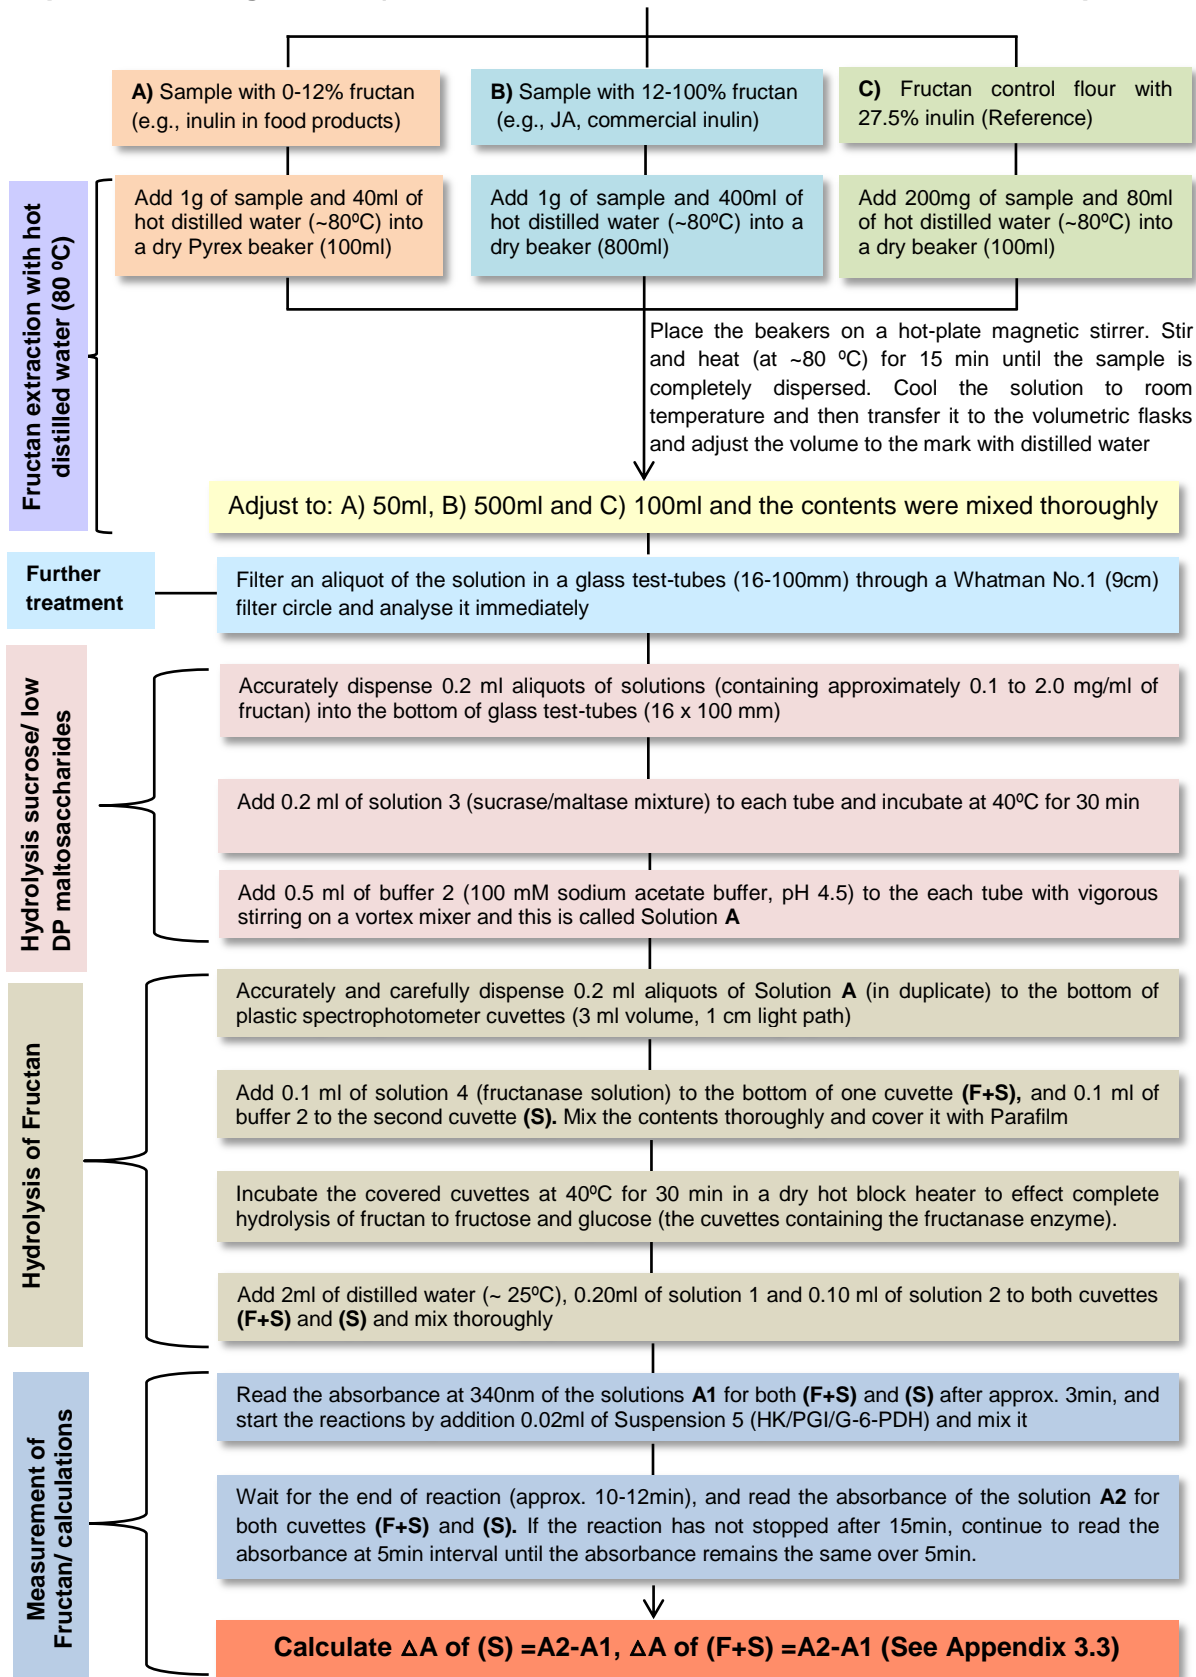 A) Sample with 0-12% fructan
(e.g., inulin in food products)
B) Sample with 12-100% fructan
(e.g., JA, commercial inulin)
C) Fructan control flour with
27.5% inulin (Reference)
Fructan extraction with hot
distilled water (80 ºC)
Add 1g of sample and 40ml of
hot distilled water (~80ºC) into
a dry Pyrex beaker (100ml)
Add 1g of sample and 400ml of
hot distilled water (~80ºC) into a
dry beaker (800ml)
Add 200mg of sample and 80ml
of hot distilled water (~80ºC) into
a dry beaker (100ml)
Place the beakers on a hot-plate magnetic stirrer. Stir
and heat (at ~80 ºC) for 15 min until the sample is
completely dispersed. Cool the solution to room
temperature and then transfer it to the volumetric flasks
and adjust the volume to the mark with distilled water
Adjust to: A) 50ml, B) 500ml and C) 100ml and the contents were mixed thoroughly
Further
treatment
Filter an aliquot of the solution in a glass test-tubes (16-100mm) through a Whatman No.1 (9cm)
filter circle and analyse it immediately
Hydrolysis sucrose/ low
DP maltosaccharides
Accurately dispense 0.2 ml aliquots of solutions (containing approximately 0.1 to 2.0 mg/ml of
fructan) into the bottom of glass test-tubes (16 x 100 mm)
Add 0.2 ml of solution 3 (sucrase/maltase mixture) to each tube and incubate at 40ºC for 30 min
Add 0.5 ml of buffer 2 (100 mM sodium acetate buffer, pH 4.5) to the each tube with vigorous
stirring on a vortex mixer and this is called Solution A
Hydrolysis of Fructan
Accurately and carefully dispense 0.2 ml aliquots of Solution A (in duplicate) to the bottom of
plastic spectrophotometer cuvettes (3 ml volume, 1 cm light path)
Add 0.1 ml of solution 4 (fructanase solution) to the bottom of one cuvette (F+S), and 0.1 ml of
buffer 2 to the second cuvette (S). Mix the contents thoroughly and cover it with Parafilm
Incubate the covered cuvettes at 40ºC for 30 min in a dry hot block heater to effect complete
hydrolysis of fructan to fructose and glucose (the cuvettes containing the fructanase enzyme).
Add 2ml of distilled water (~ 25ºC), 0.20ml of solution 1 and 0.10 ml of solution 2 to both cuvettes
(F+S) and (S) and mix thoroughly
Measurement of
Fructan/ calculations
Read the absorbance at 340nm of the solutions A1 for both (F+S) and (S) after approx. 3min, and
start the reactions by addition 0.02ml of Suspension 5 (HK/PGI/G-6-PDH) and mix it
Wait for the end of reaction (approx. 10-12min), and read the absorbance of the solution A2 for
both cuvettes (F+S) and (S). If the reaction has not stopped after 15min, continue to read the
absorbance at 5min interval until the absorbance remains the same over 5min.
Calculate △A of (S) =A2-A1, △A of (F+S) =A2-A1 (See Appendix 3.3)